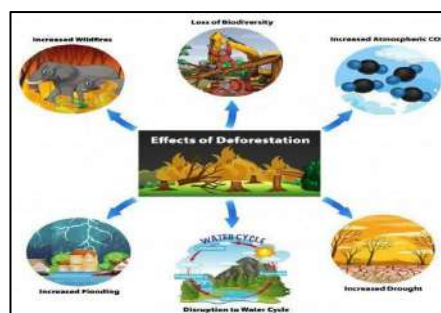 Loss of Biodiversity
Increased Wildfires
Increased Atmospheric CO
Effects of Deforestation
WATER CYCLE
Increased Flooding
Disruption to Water Cycle
Increased Drought